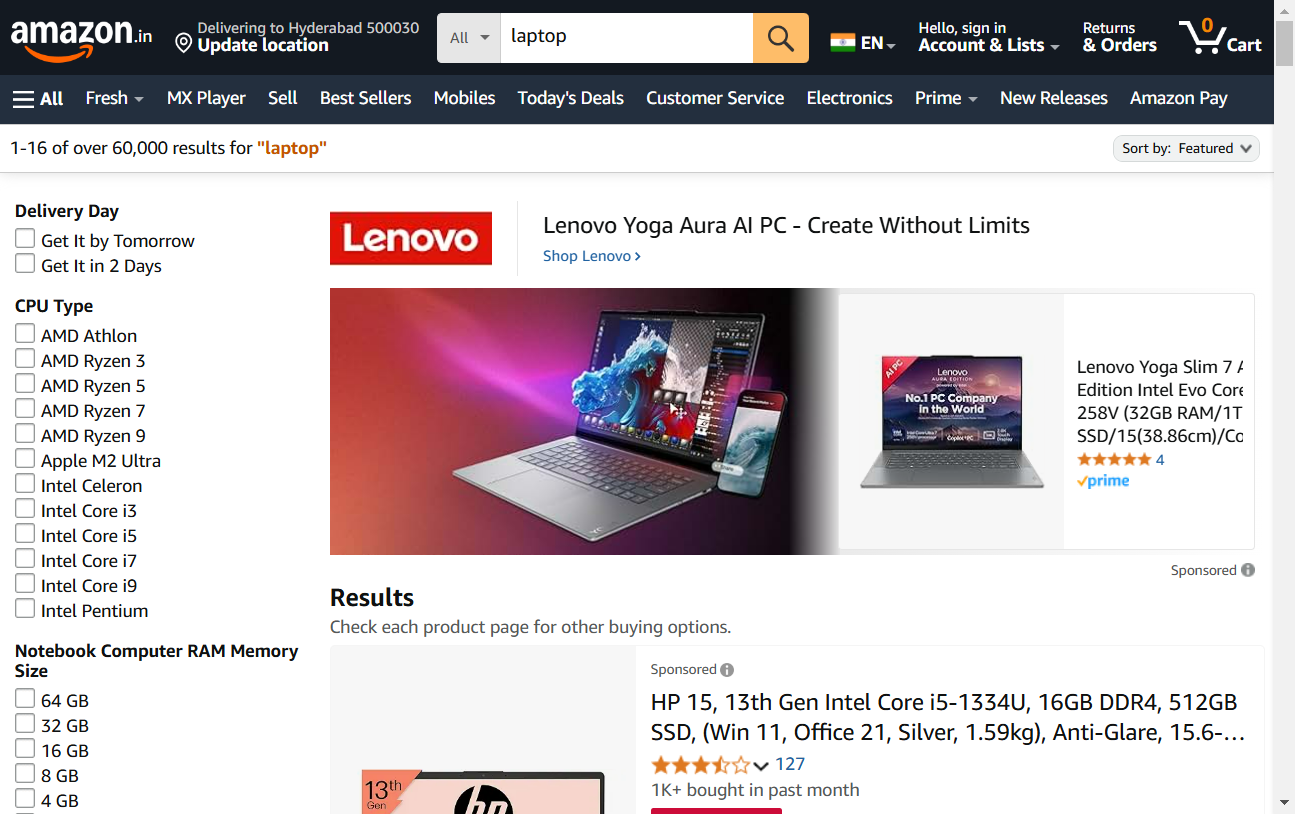 amazon.in
Delivering to Hyderabad 500030
Update location
All
laptop
EN
Hello, sign in
Account & Lists
Returns
& Orders
0
Cart
All
Fresh
MX Player
Sell
Best Sellers
Mobiles
Today's Deals
Customer Service
Electronics
Prime
New Releases
Amazon Pay
1-16 of over 60,000 results for "laptop"
Sort by: Featured
Delivery Day
Get It by Tomorrow
Get It in 2 Days
CPU Type
AMD Athlon
AMD Ryzen 3
AMD Ryzen 5
AMD Ryzen 7
AMD Ryzen 9
Apple M2 Ultra
Intel Celeron
Intel Core i3
Intel Core i5
Intel Core i7
Intel Core i9
Intel Pentium
Notebook Computer RAM Memory
Size
64 GB
32 GB
16 GB
8 GB
4 GB
Lenovo
Lenovo Yoga Aura AI PC - Create Without Limits
Shop Lenovo ›
AI PC
Lenovo
AURA EDITION
No.1 PC Company
in the World
Copilot+PC
Lenovo Yoga Slim 7 A
Edition Intel Evo Core
258V (32GB RAM/1T
SSD/15(38.86cm)/Co
4
prime
Sponsored
Results
Check each product page for other buying options.
13th
Gen
hp
Sponsored
HP 15, 13th Gen Intel Core i5-1334U, 16GB DDR4, 512GB
SSD, (Win 11, Office 21, Silver, 1.59kg), Anti-Glare, 15.6-…
127
1K+ bought in past month